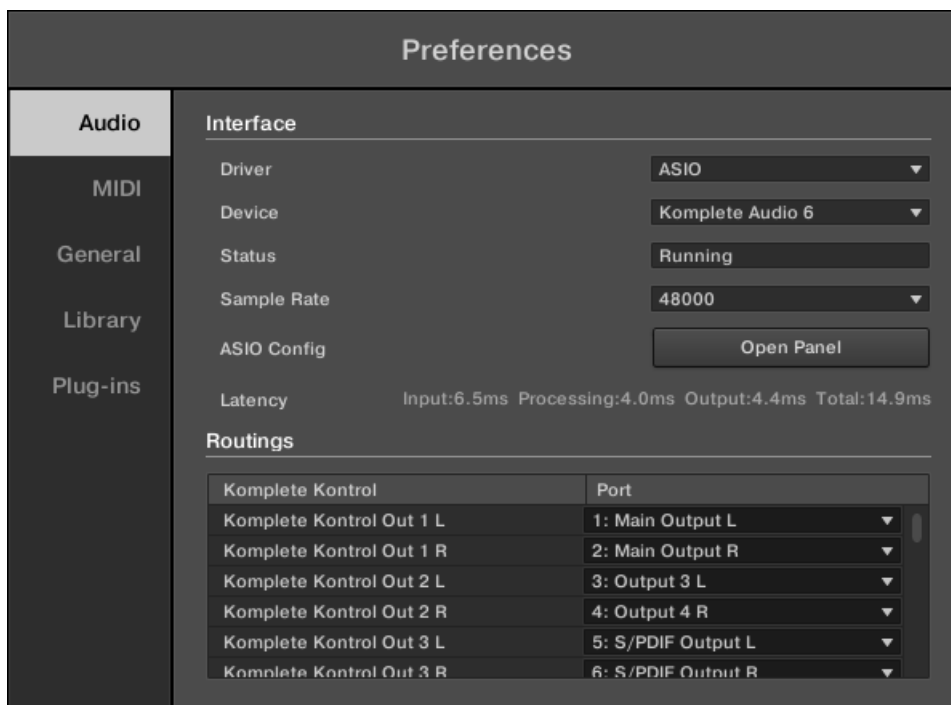 Preferences
Audio
MIDI
General
Library
Plug-ins
Interface
Driver ASIO
Device Komplete Audio 6
Status Running
Sample Rate 48000
ASIO Config Open Panel
Latency Input:6.5ms Processing:4.0ms Output:4.4ms Total:14.9ms
Routings
Komplete Kontrol Port
Komplete Kontrol Out 1 L 1: Main Output L
Komplete Kontrol Out 1 R 2: Main Output R
Komplete Kontrol Out 2 L 3: Output 3 L
Komplete Kontrol Out 2 R 4: Output 4 R
Komplete Kontrol Out 3 L 5: S/PDIF Output L
Komplete Kontrol Out 3 R 6: S/PDIF Output R